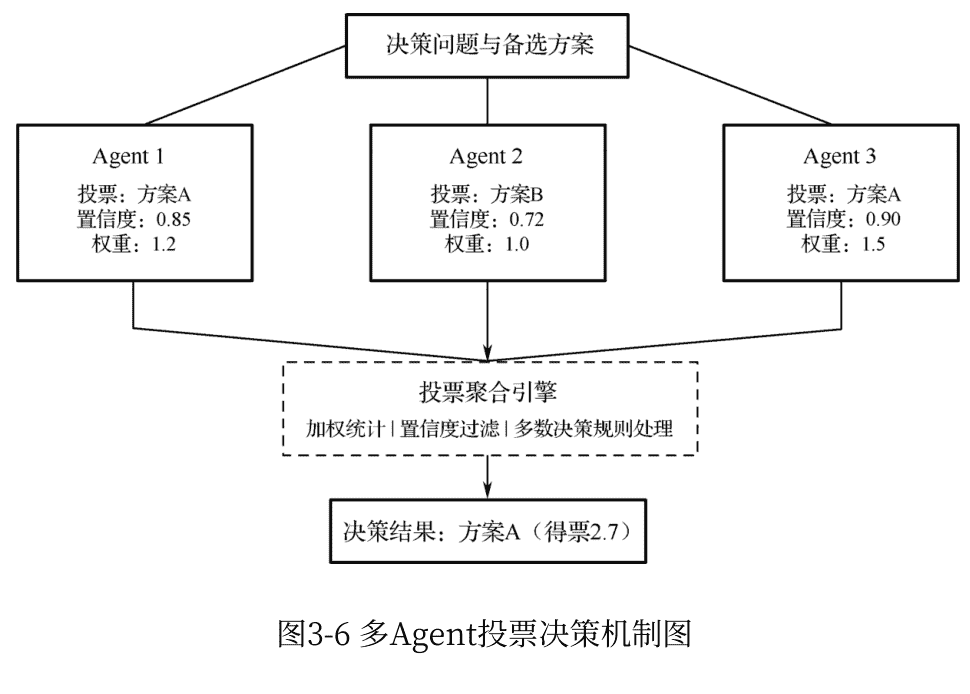 决策问题与备选方案
Agent 1
投票：方案A
置信度：0.85
权重：1.2
Agent 2
投票：方案B
置信度：0.72
权重：1.0
Agent 3
投票：方案A
置信度：0.90
权重：1.5
投票聚合引擎
加权统计 | 置信度过滤 | 多数决策规则处理
决策结果：方案A（得票2.7）
图3-6 多Agent投票决策机制图